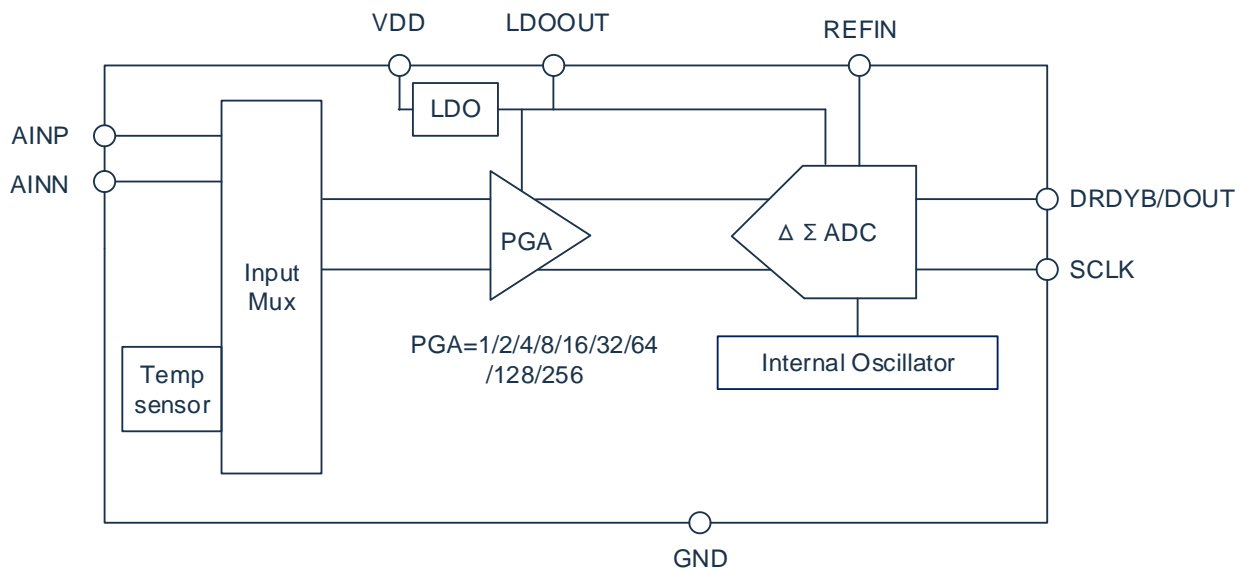 VDD
LDOOUT
REFIN
LDO
AINP
AINN
DRDYB/DOUT
PGA
Δ Σ ADC
SCLK
Input
Mux
PGA=1/2/4/8/16/32/64
/128/256
Internal Oscillator
Temp
sensor
GND